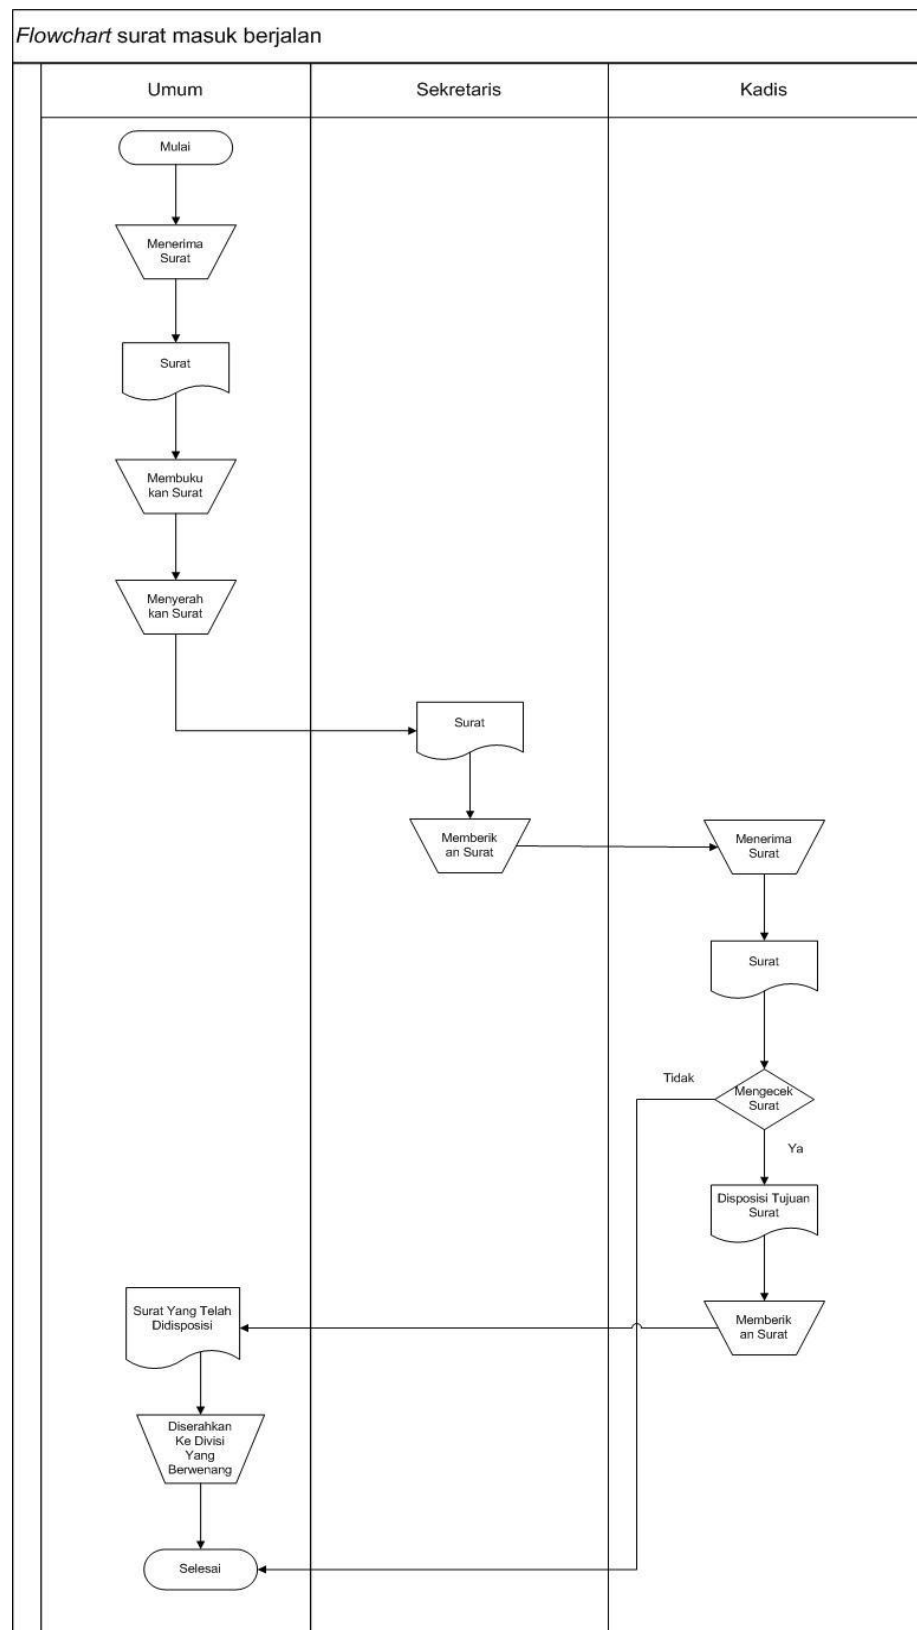 Flowchart surat masuk berjalan
Umum
Sekretaris
Kadis
Mulai
Menerima
Surat
Surat
Membuku
kan Surat
Menyerah
kan Surat
Surat
Memberik
an Surat
Menerima
Surat
Surat
Tidak
Mengecek
Surat
Ya
Disposisi Tujuan
Surat
Memberik
an Surat
Surat Yang Telah
Didisposisi
Diserahkan
Ke Divisi
Yang
Berwenang
Selesai